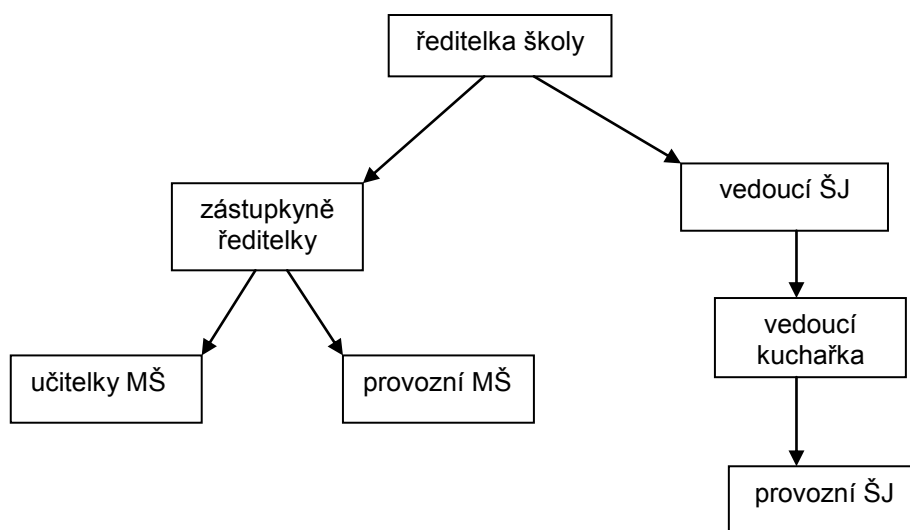 ředitelka školy
zástupkyně
ředitelky
vedoucí ŠJ
vedoucí
kuchařka
učitelky MŠ
provozní MŠ
provozní ŠJ